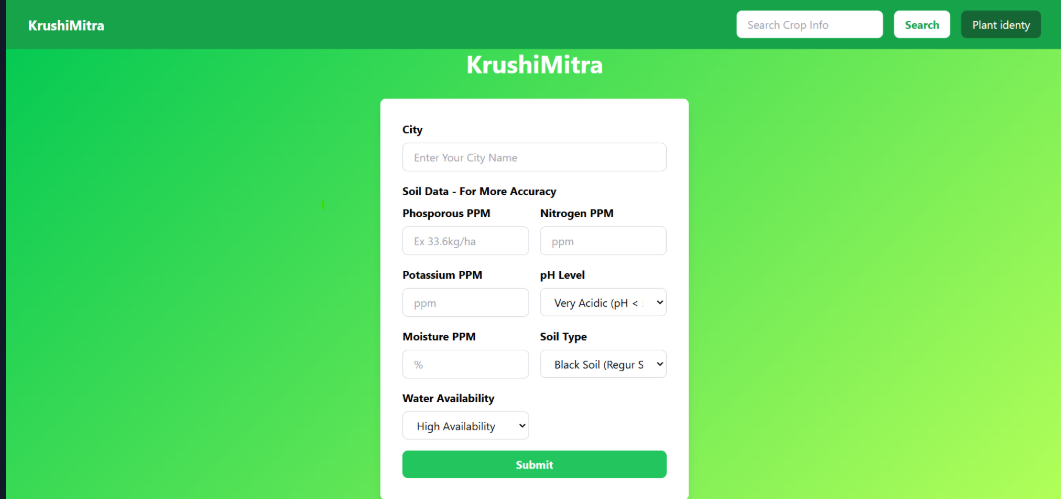 KrushiMitra
Search Crop Info
Search
Plant identy
KrushiMitra
City
Enter Your City Name
Soil Data - For More Accuracy
Phosporous PPM
Nitrogen PPM
Ex 33.6kg/ha
ppm
Potassium PPM
pH Level
ppm
Very Acidic (pH <
Moisture PPM
Soil Type
%
Black Soil (Regur S
Water Availability
High Availability
Submit